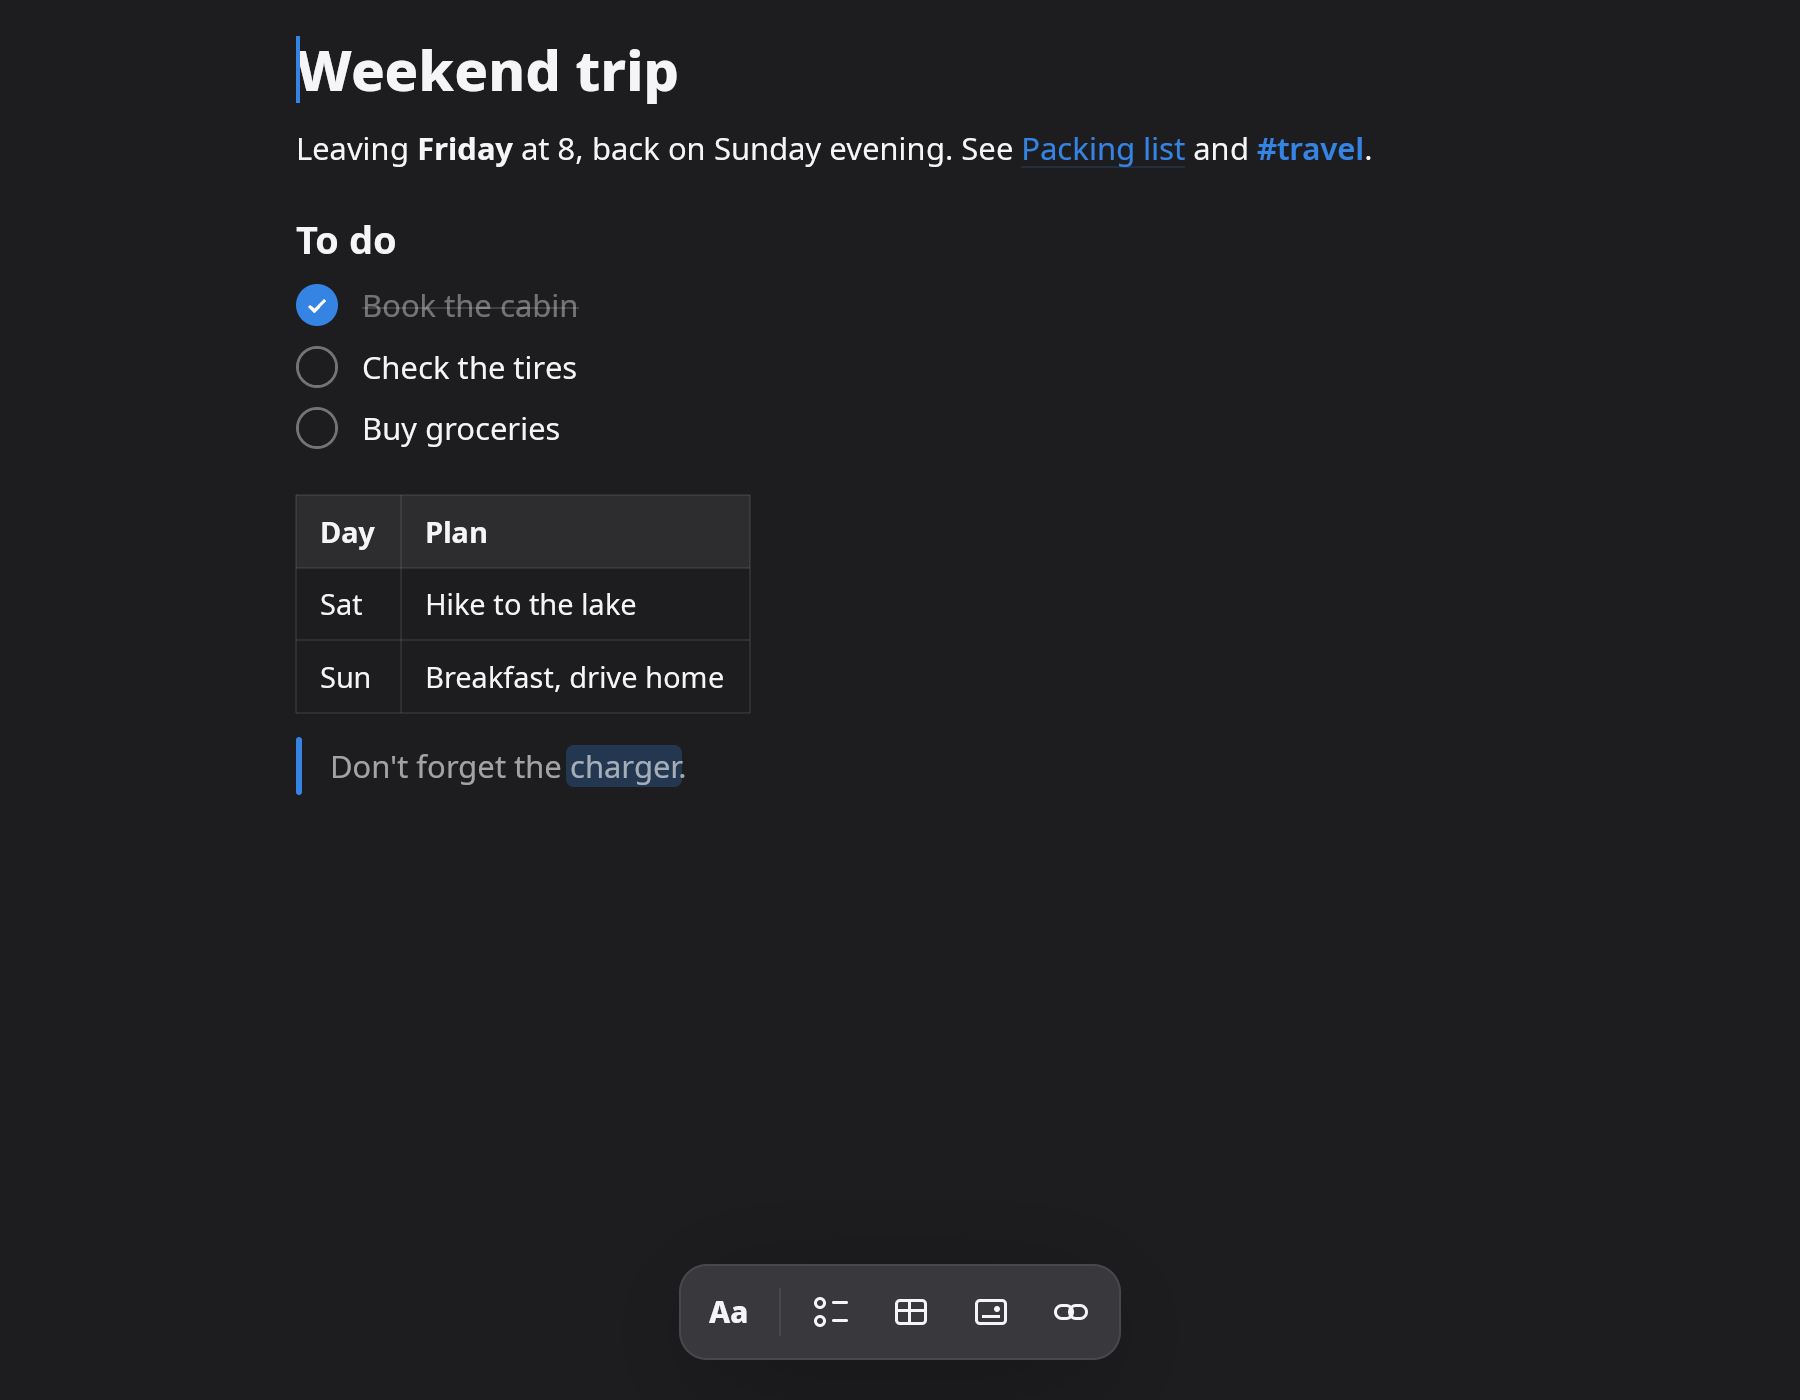 Weekend trip
Leaving Friday at 8, back on Sunday evening. See Packing list and #travel.
To do
Book the cabin
Check the tires
Buy groceries
Day Plan
Sat Hike to the lake
Sun Breakfast, drive home
Don't forget the charger.
Aa